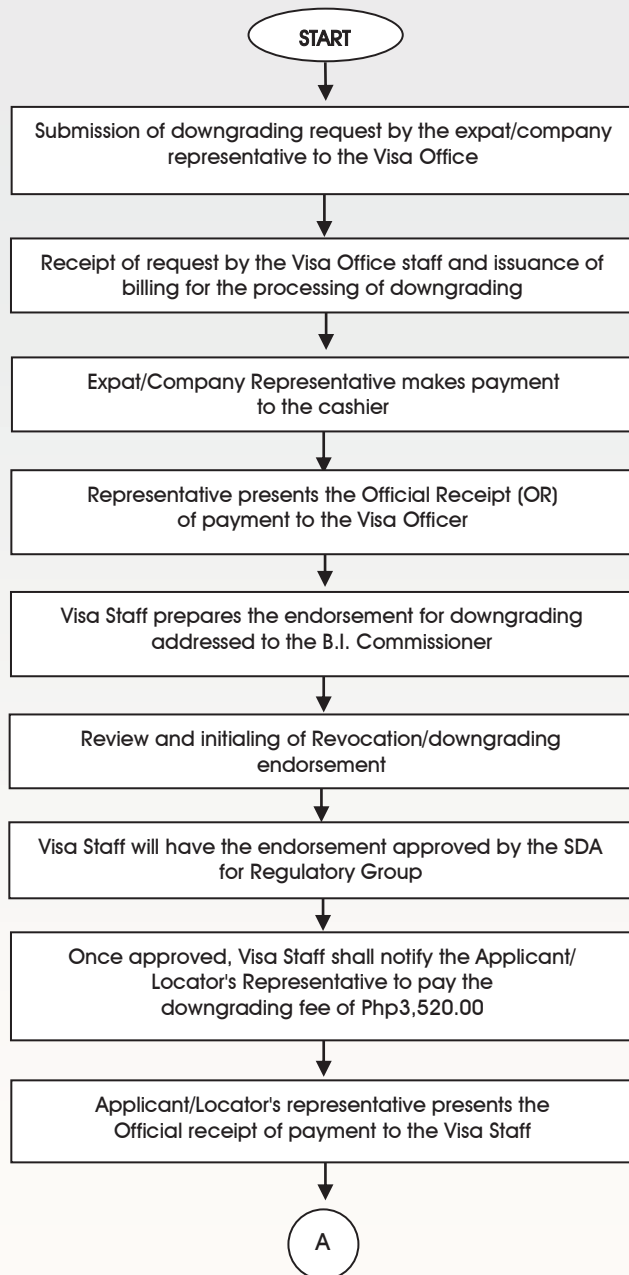 START
Submission of downgrading request by the expat/company
representative to the Visa Office
Receipt of request by the Visa Office staff and issuance of
billing for the processing of downgrading
Expat/Company Representative makes payment
to the cashier
Representative presents the Official Receipt (OR)
of payment to the Visa Officer
Visa Staff prepares the endorsement for downgrading
addressed to the B.I. Commissioner
Review and initialing of Revocation/downgrading
endorsement
Visa Staff will have the endorsement approved by the SDA
for Regulatory Group
Once approved, Visa Staff shall notify the Applicant/
Locator's Representative to pay the
downgrading fee of Php3,520.00
Applicant/Locator's representative presents the
Official receipt of payment to the Visa Staff
A